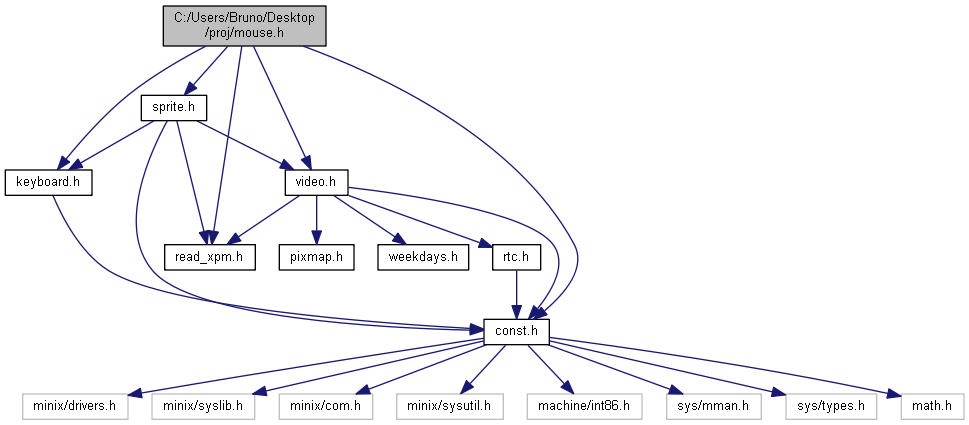 C:/Users/Bruno/Desktop
/proj/mouse.h
sprite.h
keyboard.h
video.h
read_xpm.h
pixmap.h
weekdays.h
rtc.h
const.h
minix/drivers.h
minix/syslib.h
minix/com.h
minix/sysutil.h
machine/int86.h
sys/mman.h
sys/types.h
math.h